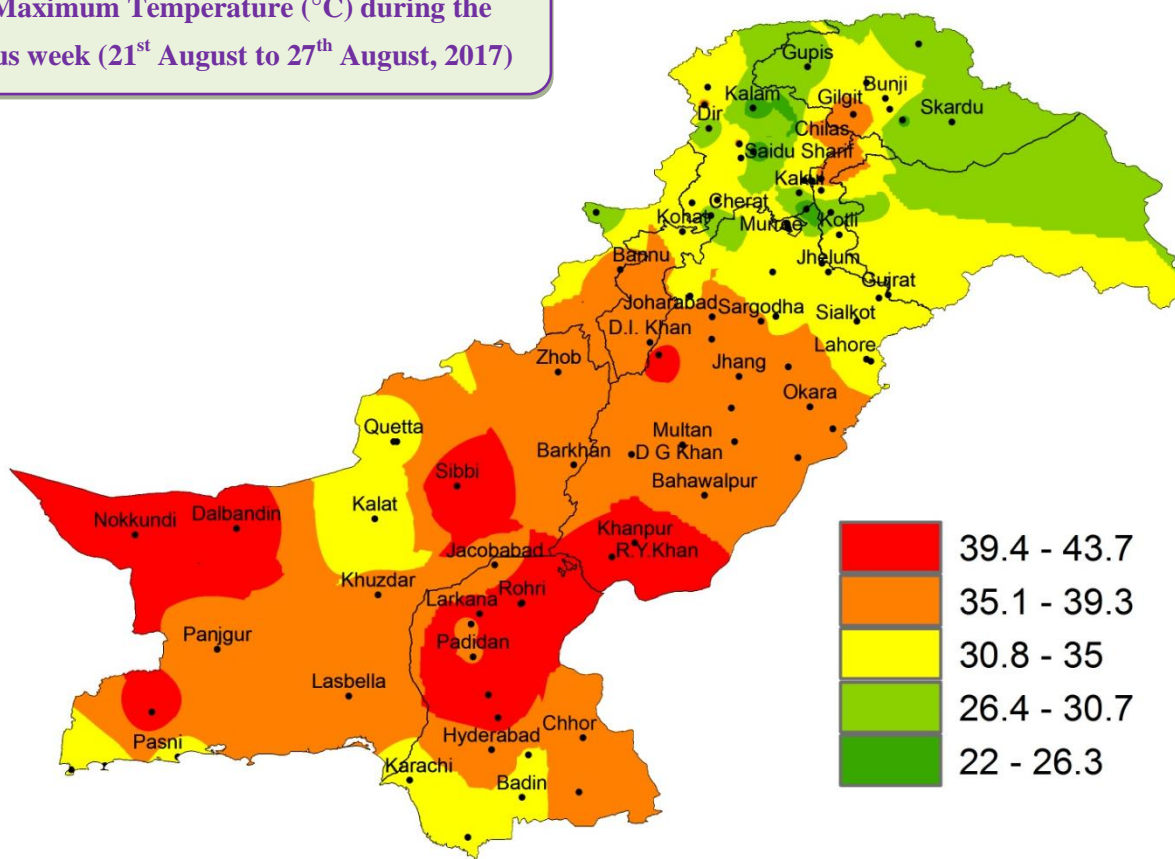 Maximum Temperature (°C) during the
us week (21st August to 27th August, 2017)
Gupis
Bunji
Kalam
Gilgit
Skardu
Dir
Chilas
Saidu Sharif
Kakul
Cherat
Kohat
Murree
Kotli
Bannu
Jhelum
Gujrat
Joharabad
Sargodha
Sialkot
D.I. Khan
Lahore
Zhob
Jhang
Okara
Quetta
Multan
Barkhan
D G Khan
Sibbi
Bahawalpur
Kalat
Nokkundi
Dalbandin
Khanpur
R.Y.Khan
Jacobabad
Khuzdar
Rohri
Larkana
Panjgur
Padidan
Lasbella
Chhor
Pasni
Hyderabad
Karachi
Badin
39.4 - 43.7
35.1 - 39.3
30.8 - 35
26.4 - 30.7
22 - 26.3